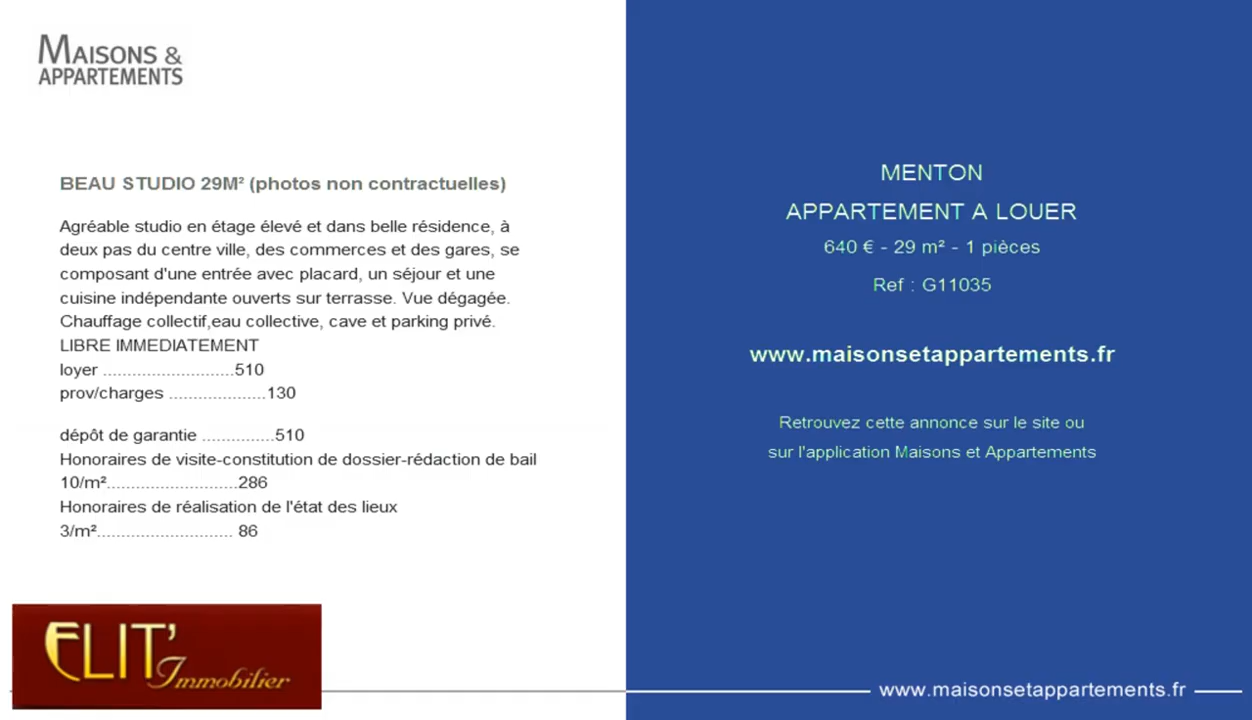 MAISONS &
APPARTEMENTS
BEAU STUDIO 29M² (photos non contractuelles)
Agréable studio en étage élevé et dans belle résidence, à
deux pas du centre ville, des commerces et des gares, se
composant d'une entrée avec placard, un séjour et une
cuisine indépendante ouverts sur terrasse. Vue dégagée.
Chauffage collectif,eau collective, cave et parking privé.
LIBRE IMMEDIATEMENT
loyer ..........................510
prov/charges ....................130
dépôt de garantie ...............510
Honoraires de visite-constitution de dossier-rédaction de bail
10/m²..........................286
Honoraires de réalisation de l'état des lieux
3/m²........................... 86
ELIT'
Immobilier
MENTON
APPARTEMENT A LOUER
640 € - 29 m² - 1 pièces
Ref : G11035
www.maisonsetappartements.fr
Retrouvez cette annonce sur le site ou
sur l'application Maisons et Appartements
www.maisonsetappartements.fr